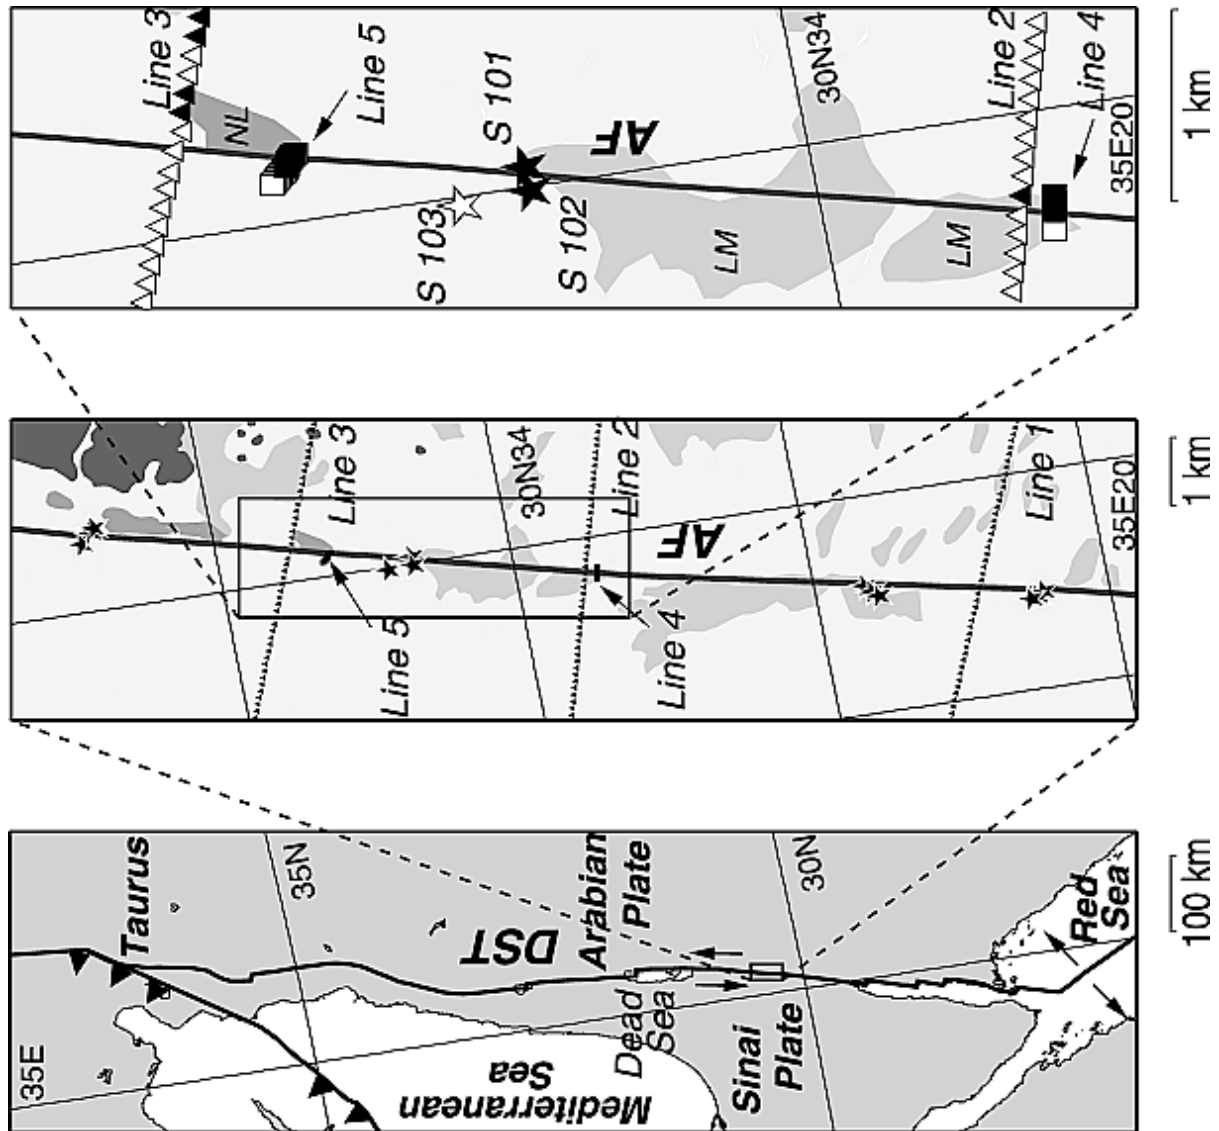 Line 3
Line 5
NL
S 101
AF
30N34
Line 2
Line 4
35E20
S 103
S 102
LM
LM
1 km
Line 3
30N34
Line 2
AF
Line 1
35E20
Line 5
Line 4
1 km
Taurus
35N
DST
Arabian
Plate
30N
Red
Sea
35E
Mediterranean
Sea
Dead
Sea
Sinai
Plate
100 km